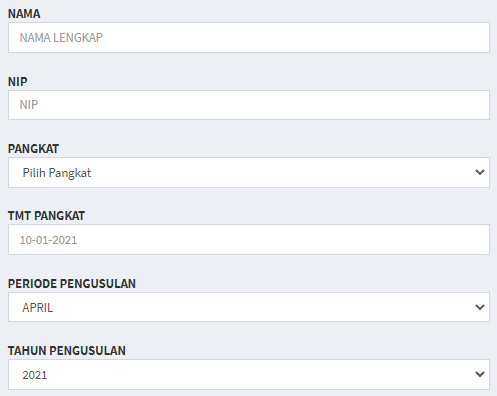 NAMA
NAMA LENGKAP
NIP
NIP
PANGKAT
Pilih Pangkat
TMT PANGKAT
10-01-2021
PERIODE PENGUSULAN
APRIL
TAHUN PENGUSULAN
2021